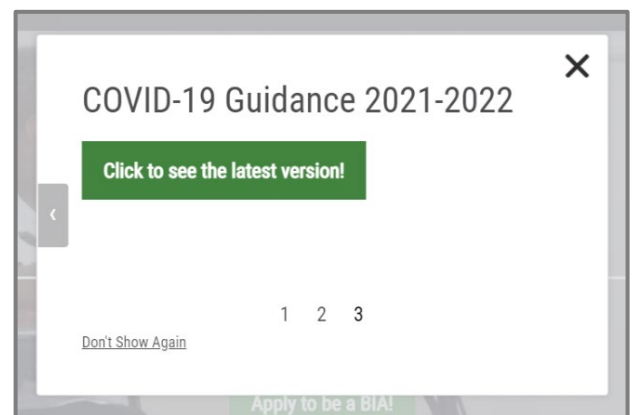 COVID-19 Guidance 2021-2022
Click to see the latest version!
1 2 3
Don't Show Again
Apply to be a BIA!